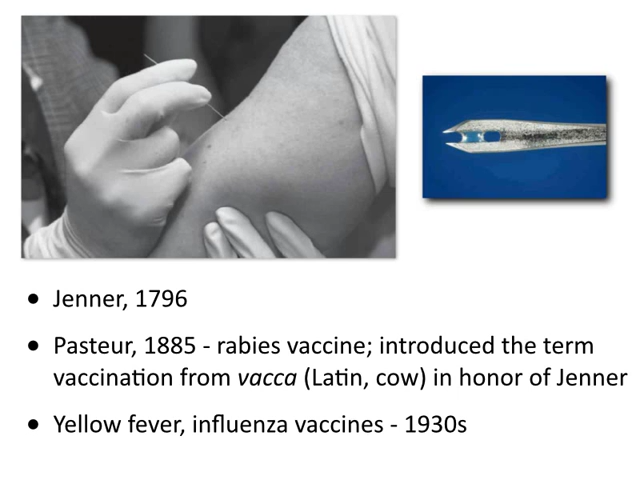 • Jenner, 1796
• Pasteur, 1885 - rabies vaccine; introduced the term
vaccination from vacca (Latin, cow) in honor of Jenner
• Yellow fever, influenza vaccines - 1930s